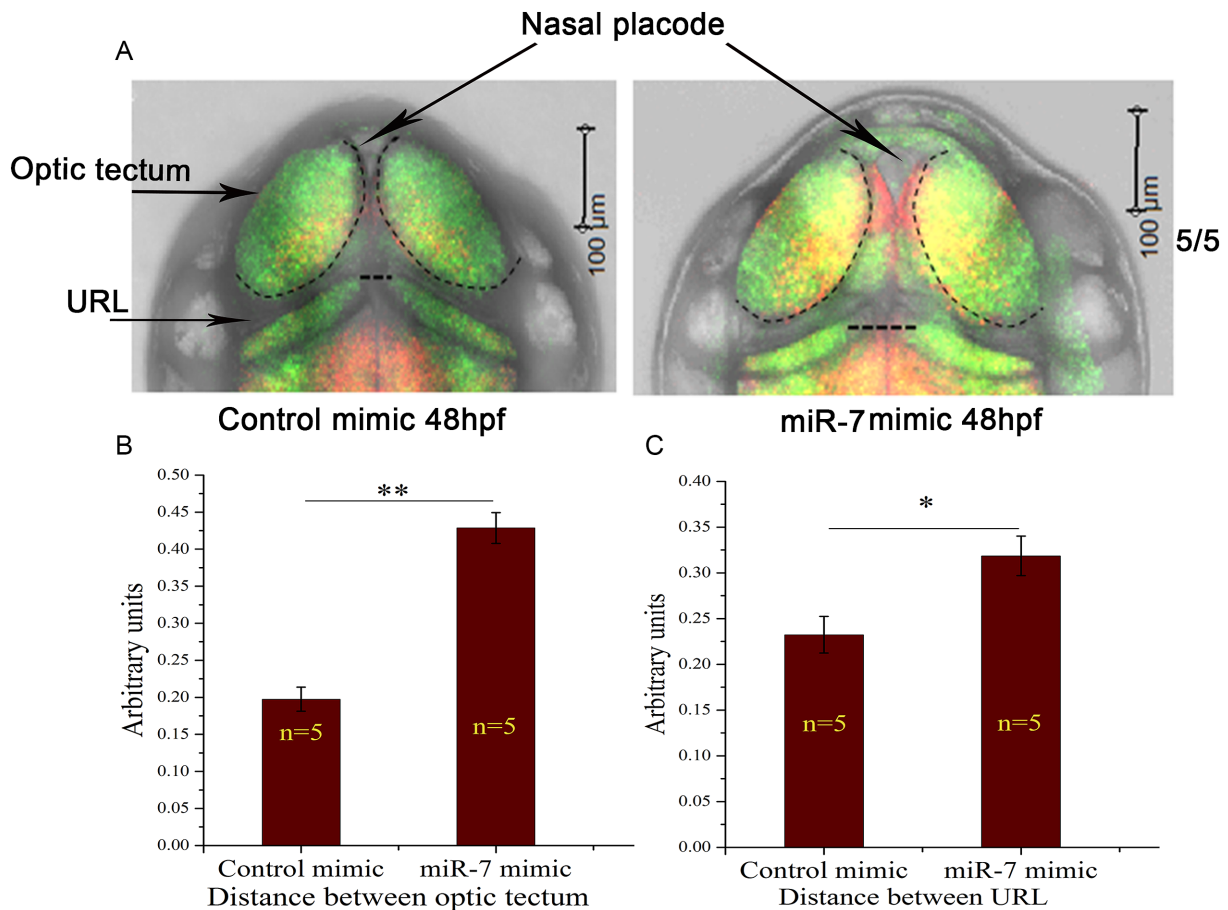 Nasal placode
A
Optic tectum
URL
100 µm
100 µm
5/5
Control mimic 48hpf
miR-7 mimic 48hpf
B
0.50
0.45
0.40
0.35
0.30
0.25
0.20
0.15
0.10
0.05
0.00
Arbitrary units
**
n=5
n=5
Control mimic
miR-7 mimic
Distance between optic tectum
C
0.40
0.35
0.30
0.25
0.20
0.15
0.10
0.05
0.00
Arbitrary units
*
n=5
n=5
Control mimic
miR-7 mimic
Distance between URL